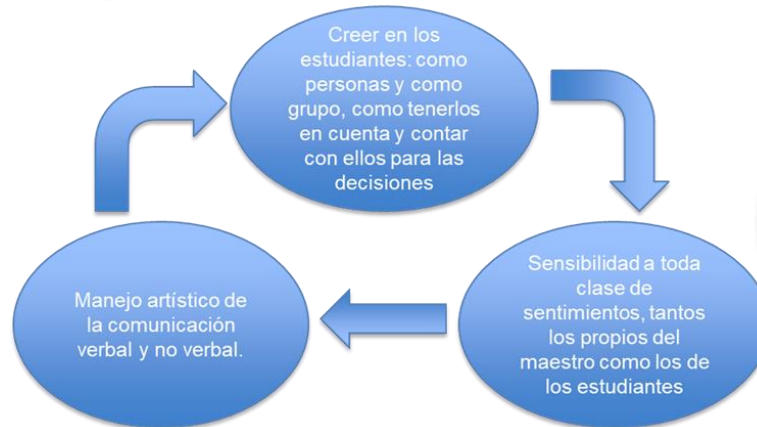 Creer en los
estudiantes: como
personas y como
grupo, como tenerlos
en cuenta y contar
con ellos para las
decisiones
Sensibilidad a toda
clase de
sentimientos, tantos
los propios del
maestro como los de
los estudiantes
Manejo artístico de
la comunicación
verbal y no verbal.